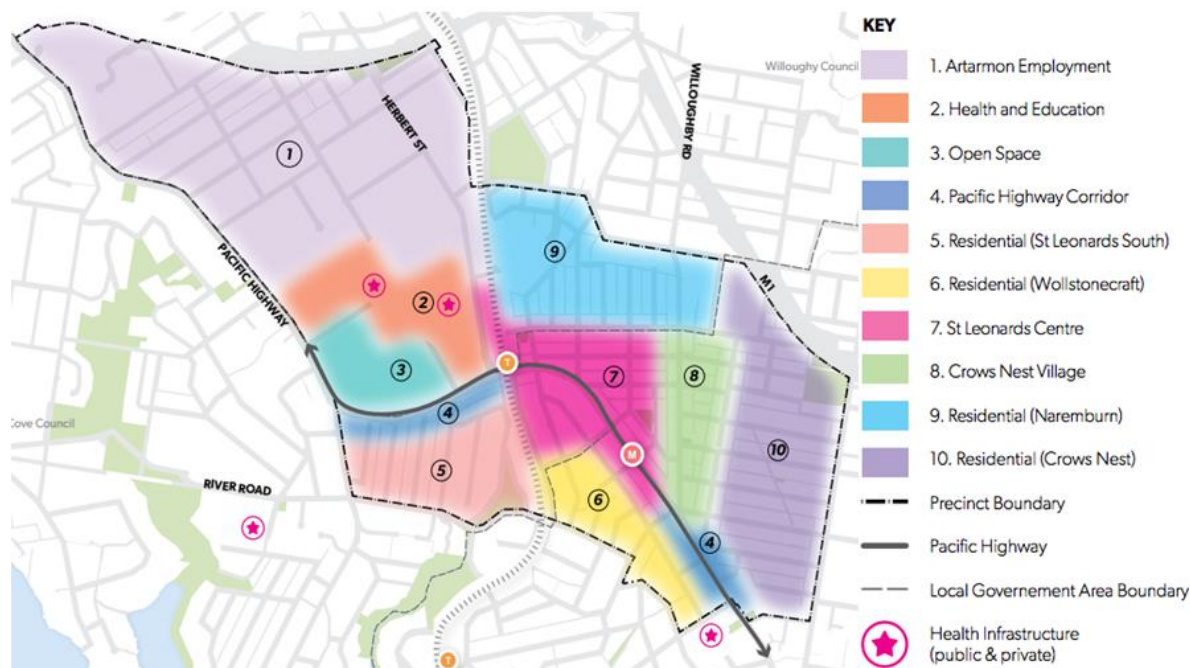 KEY
1. Artarmon Employment
2. Health and Education
3. Open Space
4. Pacific Highway Corridor
5. Residential (St Leonards South)
6. Residential (Wollstonecraft)
7. St Leonards Centre
8. Crows Nest Village
9. Residential (Naremburn)
10. Residential (Crows Nest)
Precinct Boundary
Pacific Highway
Local Governement Area Boundary
Health Infrastructure
(public & private)
Willoughy Council
WILLOUGHBY RD
HERBERT ST
1
9
M1
PACIFIC HIGHWAY
2
T
3
7
8
4
Cove Council
5
M
10
RIVER ROAD
6
4
T